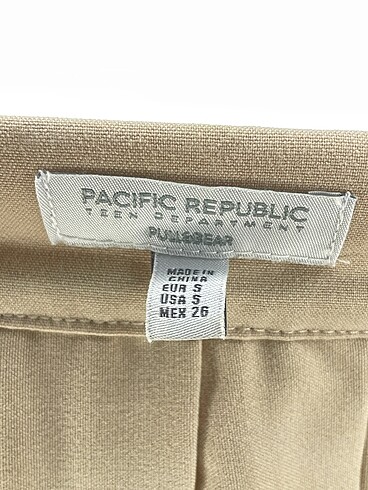 PACIFIC REPUBLIC
TEEN DEPARTMENT
PULL&BEAR
MADE IN
CHINA
EUR S
USA S
MEX 26